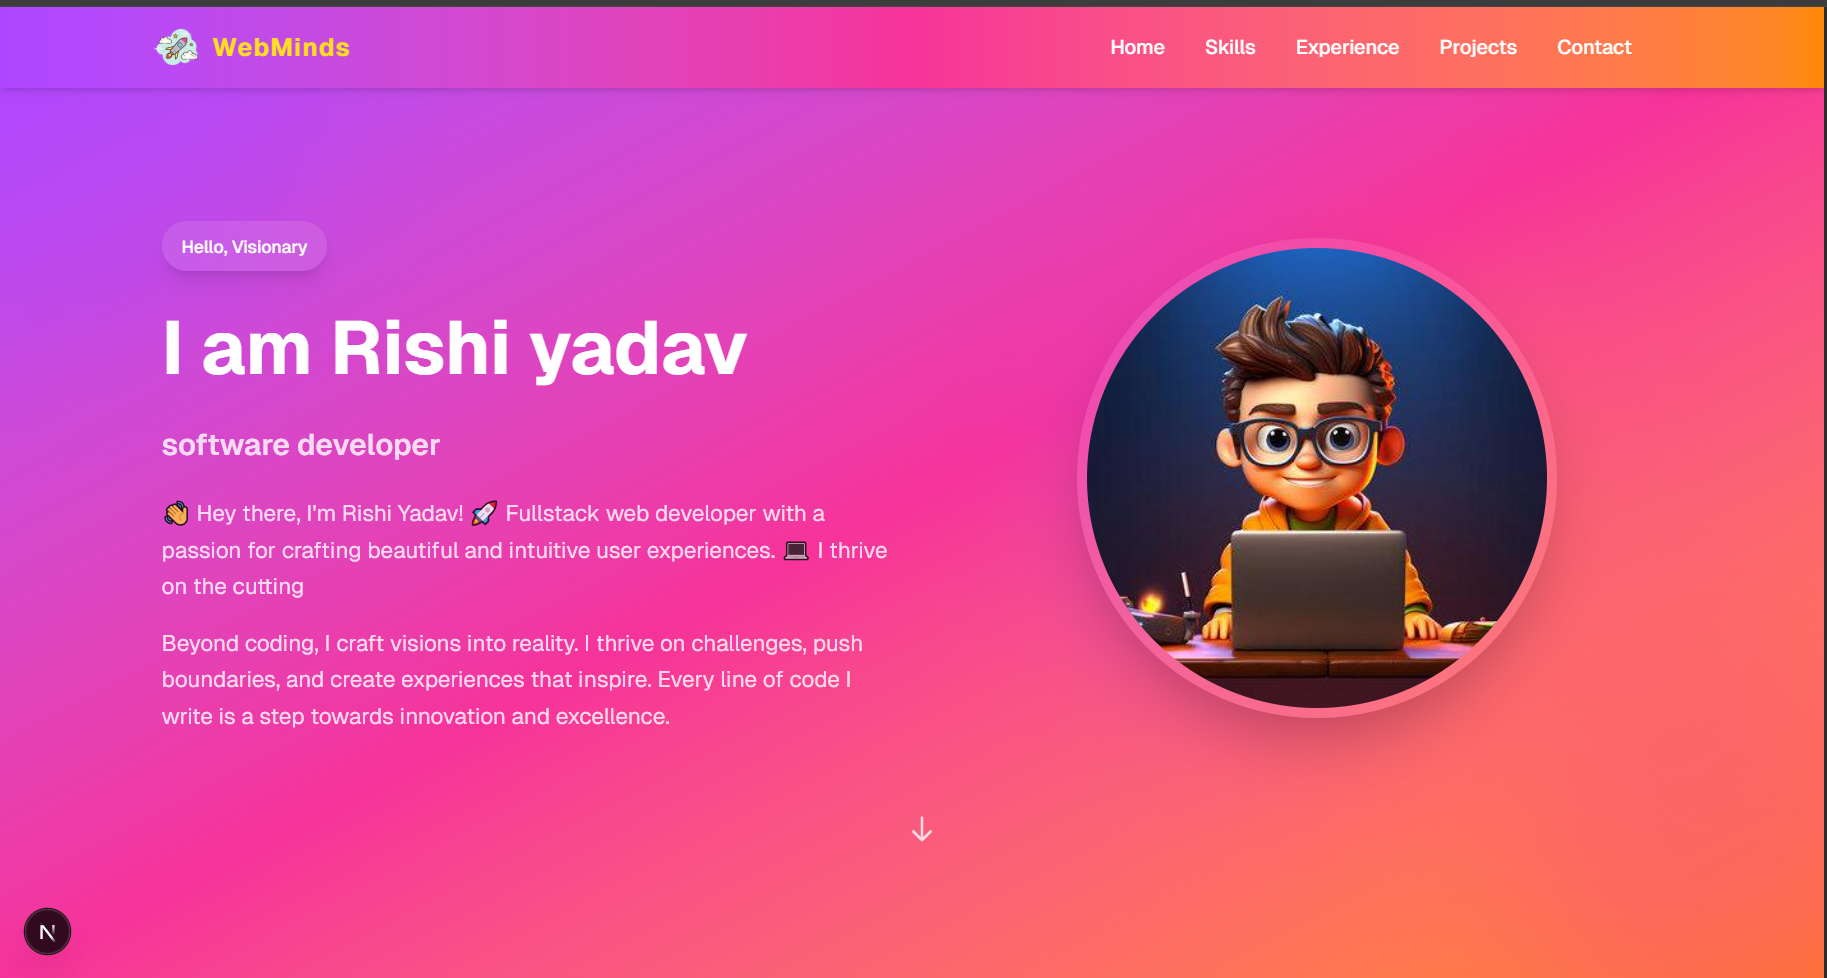 WebMinds
Home Skills Experience Projects Contact
Hello, Visionary
I am Rishi yadav
software developer
👋 Hey there, I'm Rishi Yadav! 🚀 Fullstack web developer with a
passion for crafting beautiful and intuitive user experiences. 💻 I thrive
on the cutting
Beyond coding, I craft visions into reality. I thrive on challenges, push
boundaries, and create experiences that inspire. Every line of code I
write is a step towards innovation and excellence.
N